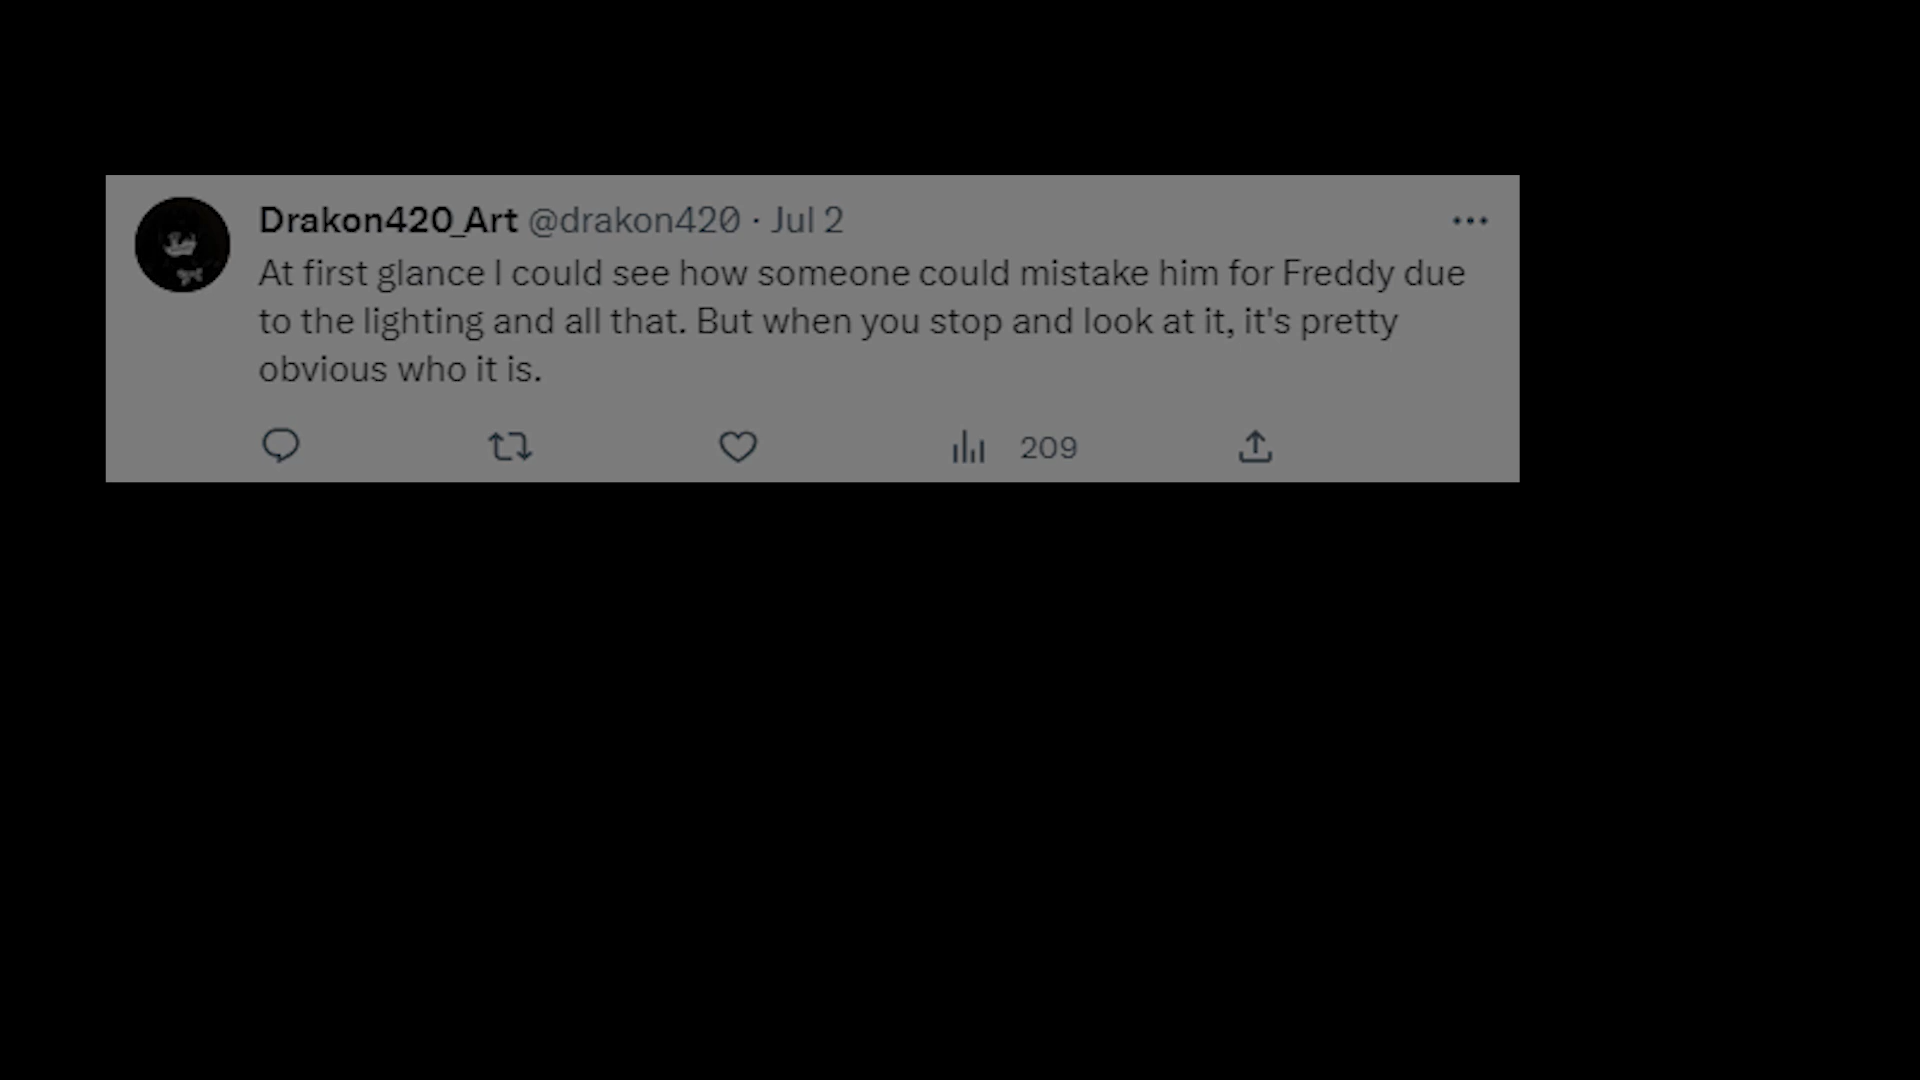 Drakon420_Art @drakon420 · Jul 2
At first glance I could see how someone could mistake him for Freddy due
to the lighting and all that. But when you stop and look at it, it's pretty
obvious who it is.
209